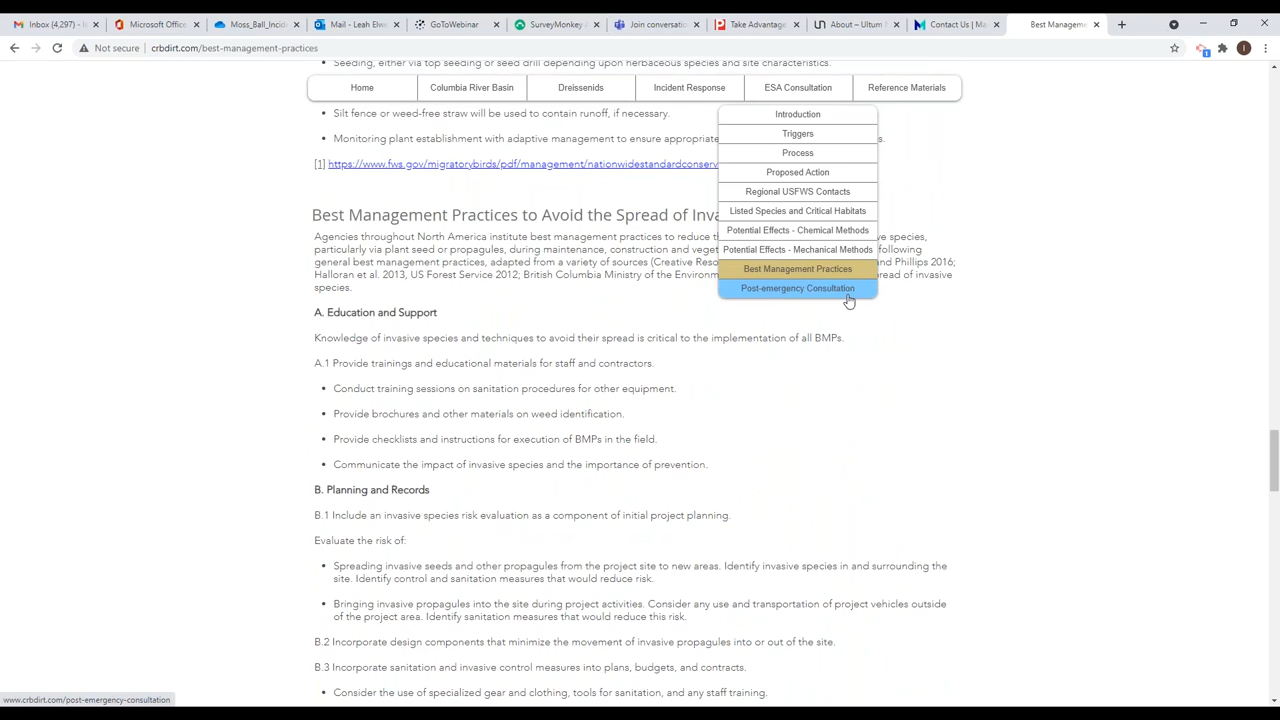 Inbox (4,297) - l
Microsoft Office
Moss_Ball_Incid
Mail - Leah Elw
GoToWebinar
SurveyMonkey A
Join conversatio
Take Advantage
About – Ultum
Contact Us | Ma
Best Manageme
Not secure
crbdirt.com/best-management-practices
Seeding, either via top seeding or seed drill depending upon herbaceous species and site characteristics.
Home
Columbia River Basin
Dreissenids
Incident Response
ESA Consultation
Reference Materials
• Silt fence or weed-free straw will be used to contain runoff, if necessary.
• Monitoring plant establishment with adaptive management to ensure appropriate
[1] https://www.fws.gov/migratorybirds/pdf/management/nationwidestandardconserv
Introduction
Triggers
Process
Proposed Action
Regional USFWS Contacts
Listed Species and Critical Habitats
Potential Effects - Chemical Methods
Potential Effects - Mechanical Methods
Best Management Practices
Post-emergency Consultation
Best Management Practices to Avoid the Spread of Inva
Agencies throughout North America institute best management practices to reduce th ve species,
particularly via plant seed or propagules, during maintenance, construction and veget following
general best management practices, adapted from a variety of sources (Creative Reso and Phillips 2016;
Halloran et al. 2013, US Forest Service 2012; British Columbia Ministry of the Environm pread of invasive
species.
A. Education and Support
Knowledge of invasive species and techniques to avoid their spread is critical to the implementation of all BMPs.
A.1 Provide trainings and educational materials for staff and contractors.
• Conduct training sessions on sanitation procedures for other equipment.
• Provide brochures and other materials on weed identification.
• Provide checklists and instructions for execution of BMPs in the field.
• Communicate the impact of invasive species and the importance of prevention.
B. Planning and Records
B.1 Include an invasive species risk evaluation as a component of initial project planning.
Evaluate the risk of:
• Spreading invasive seeds and other propagules from the project site to new areas. Identify invasive species in and surrounding the
site. Identify control and sanitation measures that would reduce risk.
• Bringing invasive propagules into the site during project activities. Consider any use and transportation of project vehicles outside
of the project area. Identify sanitation measures that would reduce this risk.
B.2 Incorporate design components that minimize the movement of invasive propagules into or out of the site.
B.3 Incorporate sanitation and invasive control measures into plans, budgets, and contracts.
• Consider the use of specialized gear and clothing, tools for sanitation, and any staff training.
www.crbdirt.com/post-emergency-consultation